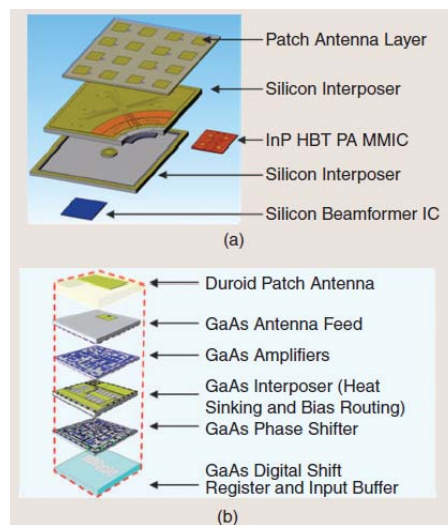 Patch Antenna Layer
Silicon Interposer
InP HBT PA MMIC
Silicon Interposer
Silicon Beamformer IC
(a)
Duroid Patch Antenna
GaAs Antenna Feed
GaAs Amplifiers
GaAs Interposer (Heat
Sinking and Bias Routing)
GaAs Phase Shifter
GaAs Digital Shift
Register and Input Buffer
(b)